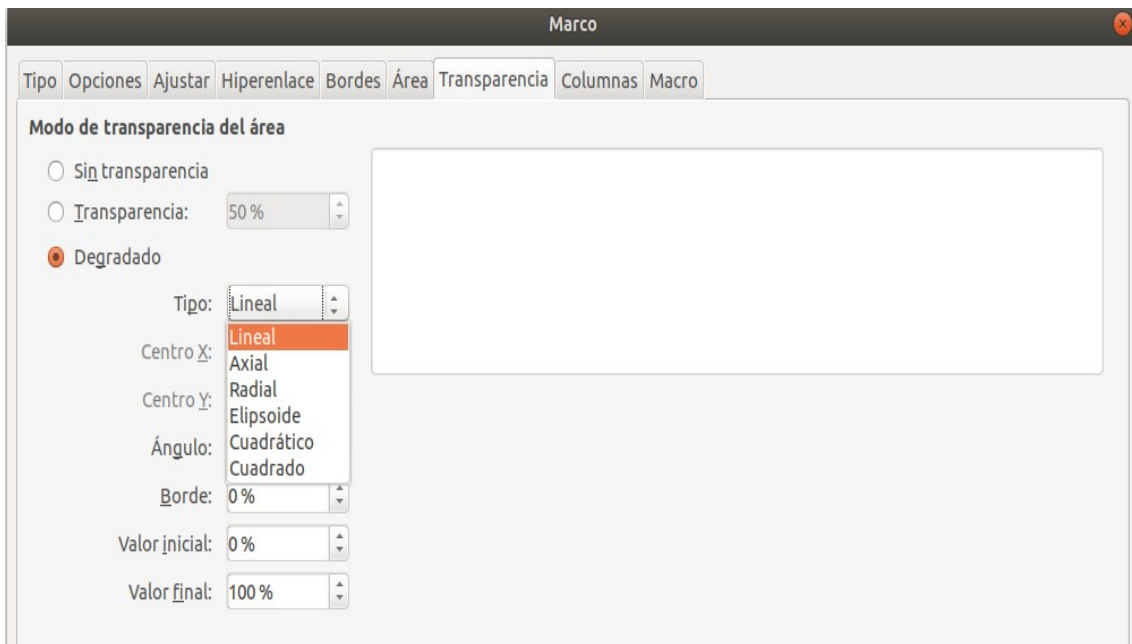 Marco
Tipo Opciones Ajustar Hiperenlace Bordes Área Transparencia Columnas Macro
Modo de transparencia del área
Sin transparencia
Transparencia: 50 %
Degradado
Tipo: Lineal
Lineal
Centro X:
Axial
Radial
Centro Y:
Elipsoide
Ángulo: Cuadrático
Cuadrado
Borde: 0 %
Valor inicial: 0 %
Valor final: 100 %